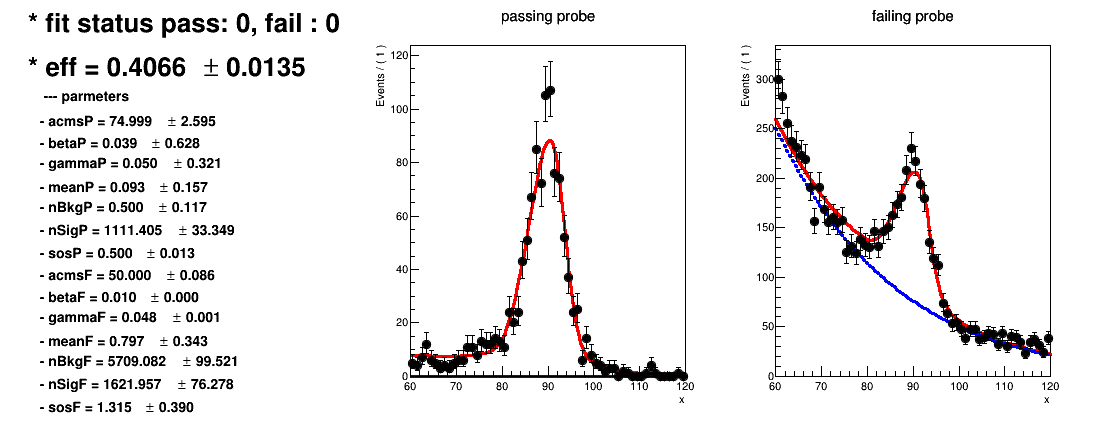 * fit status pass: 0, fail : 0
* eff = 0.4066 ± 0.0135
--- parmeters
- acmsP = 74.999 ± 2.595
- betaP = 0.039 ± 0.628
- gammaP = 0.050 ± 0.321
- meanP = 0.093 ± 0.157
- nBkgP = 0.500 ± 0.117
- nSigP = 1111.405 ± 33.349
- sosP = 0.500 ± 0.013
- acmsF = 50.000 ± 0.086
- betaF = 0.010 ± 0.000
- gammaF = 0.048 ± 0.001
- meanF = 0.797 ± 0.343
- nBkgF = 5709.082 ± 99.521
- nSigF = 1621.957 ± 76.278
- sosF = 1.315 ± 0.390
passing probe
Events / ( 1 )
120
100
80
60
40
20
0
60 70 80 90 100 110 120
x
failing probe
Events / ( 1 )
300
250
200
150
100
50
0
60 70 80 90 100 110 120
x